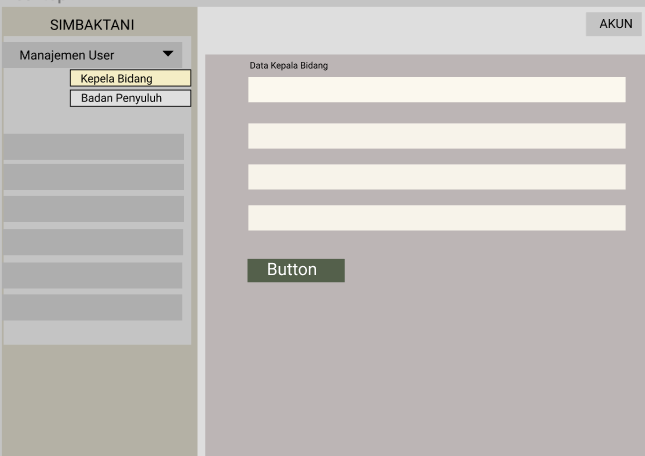 SIMBAKTANI
AKUN
Manajemen User
Kepela Bidang
Badan Penyuluh
Data Kepala Bidang
Button